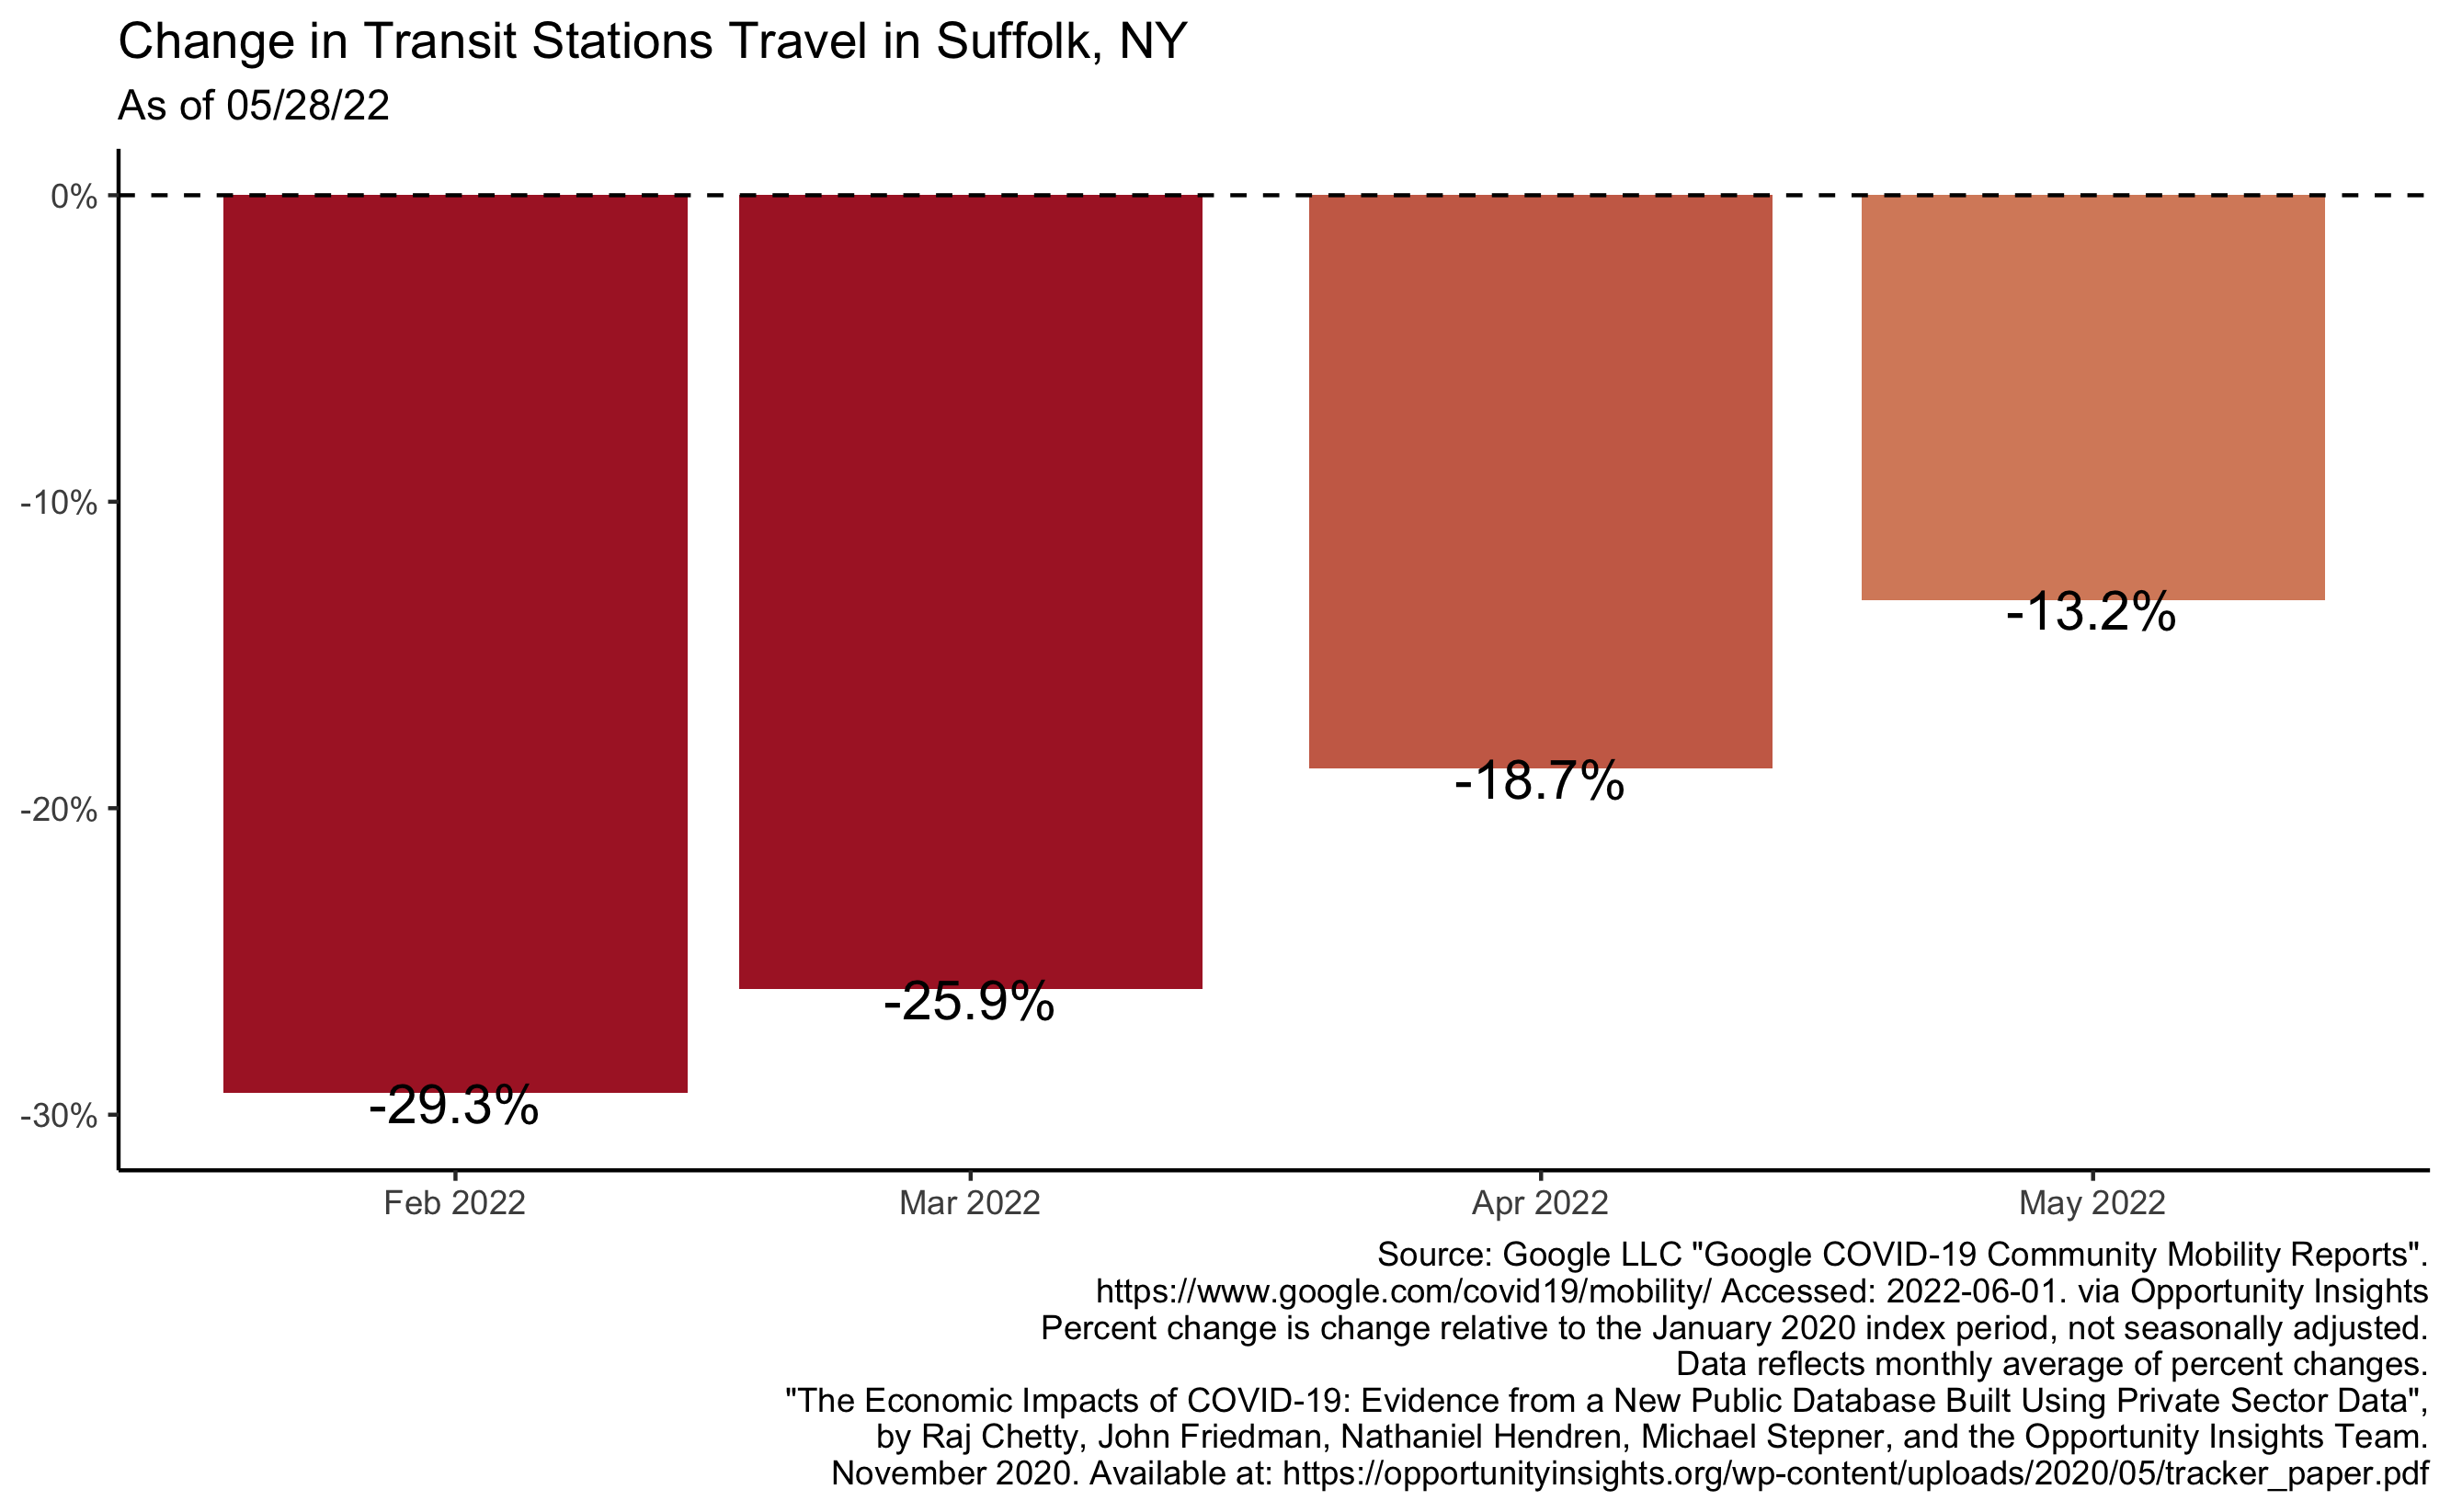 Change in Transit Stations Travel in Suffolk, NY
As of 05/28/22
0%
-10%
-20%
-30%
-29.3%
-25.9%
-18.7%
-13.2%
Feb 2022
Mar 2022
Apr 2022
May 2022
Source: Google LLC "Google COVID-19 Community Mobility Reports".
https://www.google.com/covid19/mobility/ Accessed: 2022-06-01. via Opportunity Insights
Percent change is change relative to the January 2020 index period, not seasonally adjusted.
Data reflects monthly average of percent changes.
"The Economic Impacts of COVID-19: Evidence from a New Public Database Built Using Private Sector Data",
by Raj Chetty, John Friedman, Nathaniel Hendren, Michael Stepner, and the Opportunity Insights Team.
November 2020. Available at: https://opportunityinsights.org/wp-content/uploads/2020/05/tracker_paper.pdf